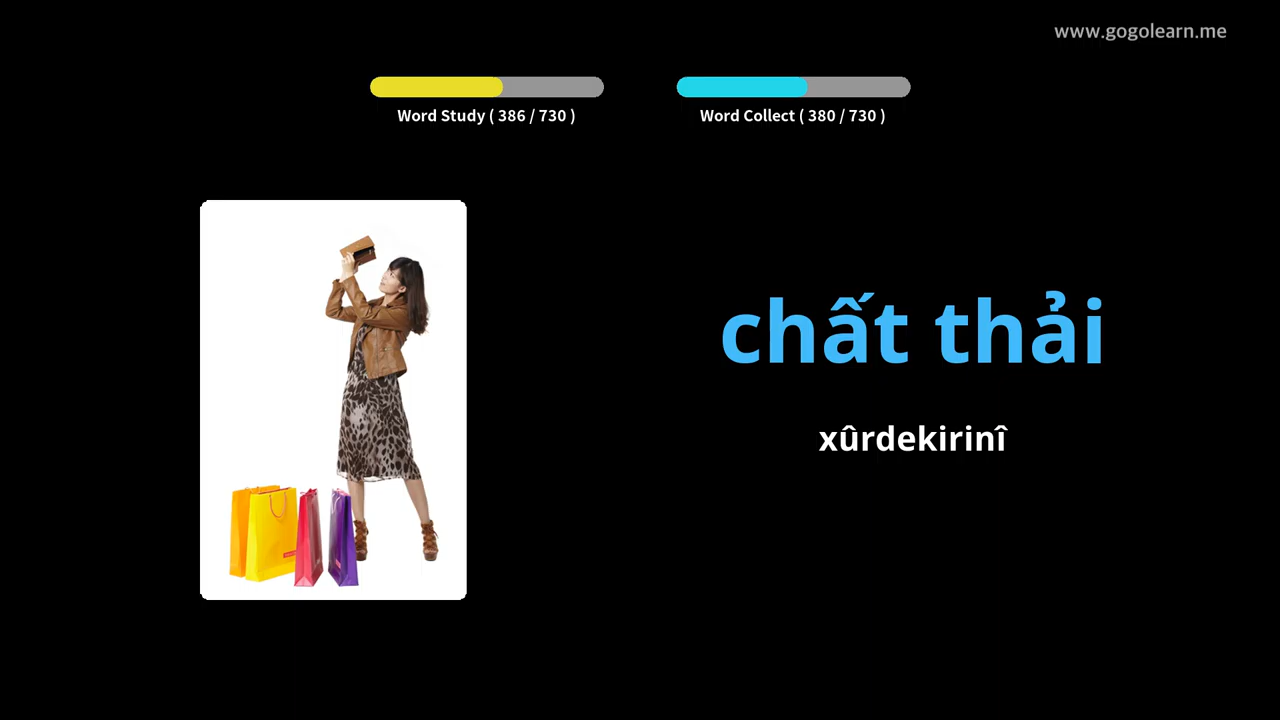 www.gogolearn.me
Word Study ( 386 / 730 )
Word Collect ( 380 / 730 )
chất thải
xûrdekirinî